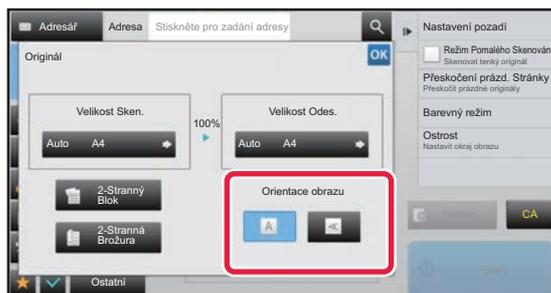 Adresář
Adresa
Stiskněte pro zadání adresy
Nastavení pozadí
Originál
OK
Režim Pomalého Skenován
Skenovat tenký originál
Přeskočení prázd. Stránky
Přeskočit prázdné originály
Velikost Sken.
100%
Velikost Odes.
Auto A4
Auto A4
Barevný režim
Ostrost
Nastavit okraj obrazu
2-Stranný
Blok
Orientace obrazu
A
A
2-Stranná
Brožura
CA
Start
Ostatní